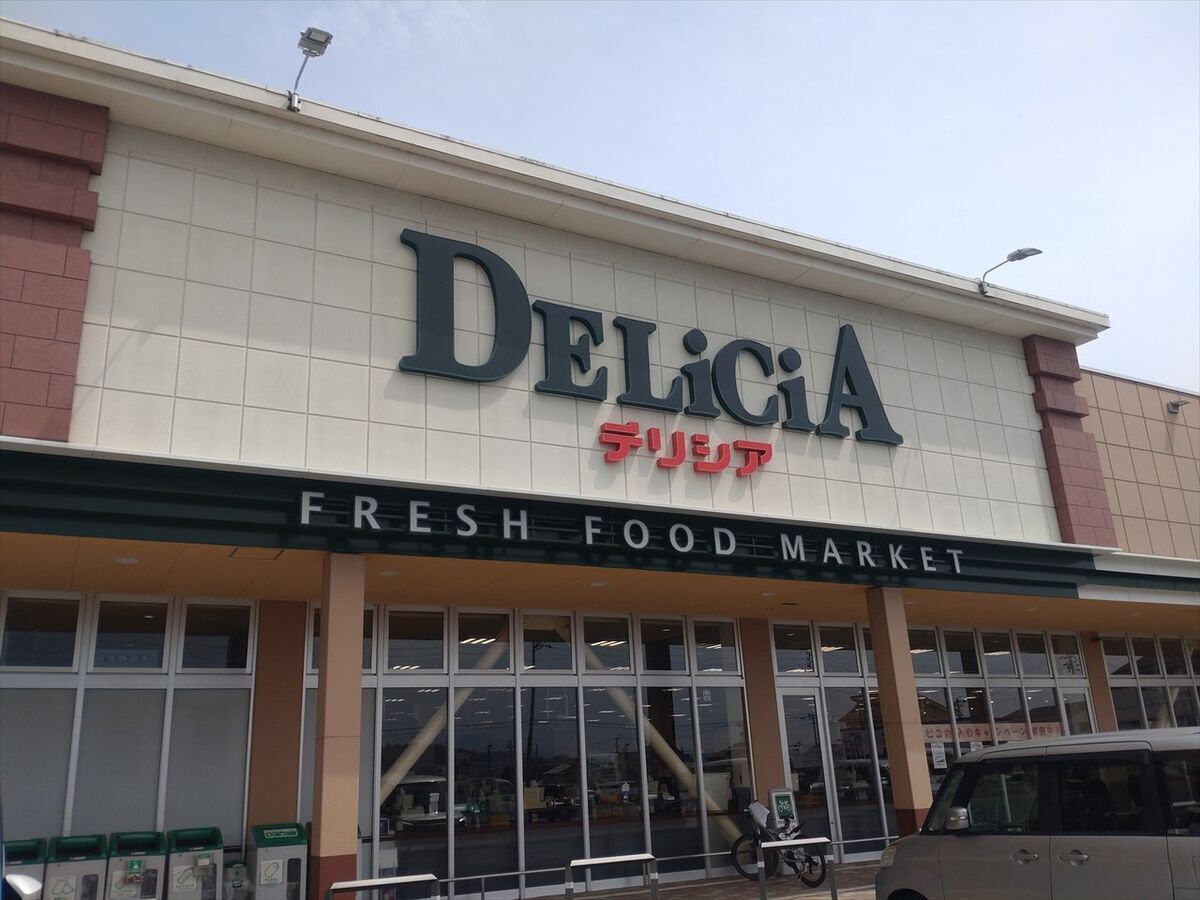 DELiCiA
デリシア
FRESH FOOD MARKET